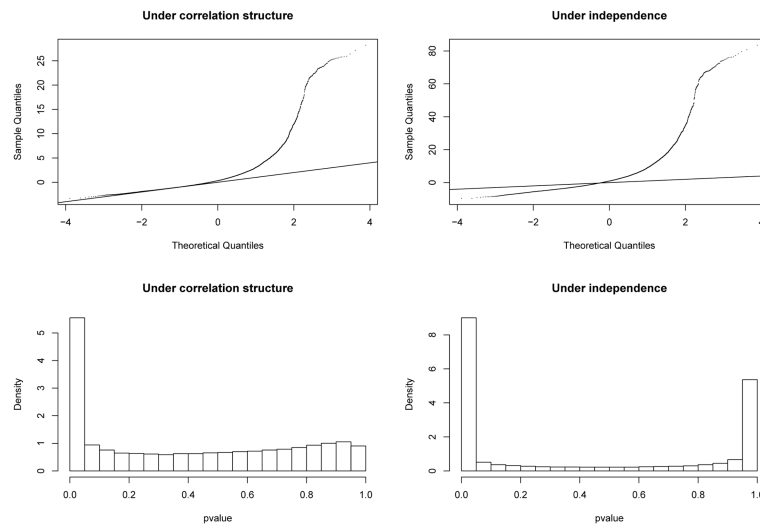 Under correlation structure
Sample Quantiles
0 5 10 15 20 25
−4 −2 0 2 4
Theoretical Quantiles
Under independence
Sample Quantiles
0 20 40 60 80
−4 −2 0 2 4
Theoretical Quantiles
Under correlation structure
Density
0 1 2 3 4 5
0.0 0.2 0.4 0.6 0.8 1.0
pvalue
Under independence
Density
0 2 4 6 8
0.0 0.2 0.4 0.6 0.8 1.0
pvalue